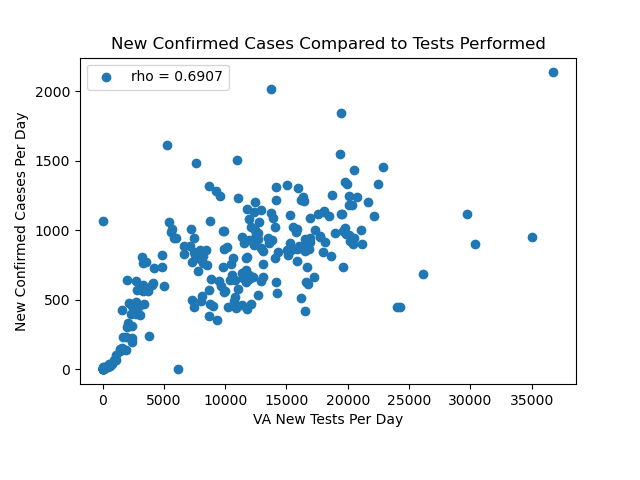 New Confirmed Cases Compared to Tests Performed
rho = 0.6907
New Confirmed Caeses Per Day
2000
1500
1000
500
0
0 5000 10000 15000 20000 25000 30000 35000
VA New Tests Per Day